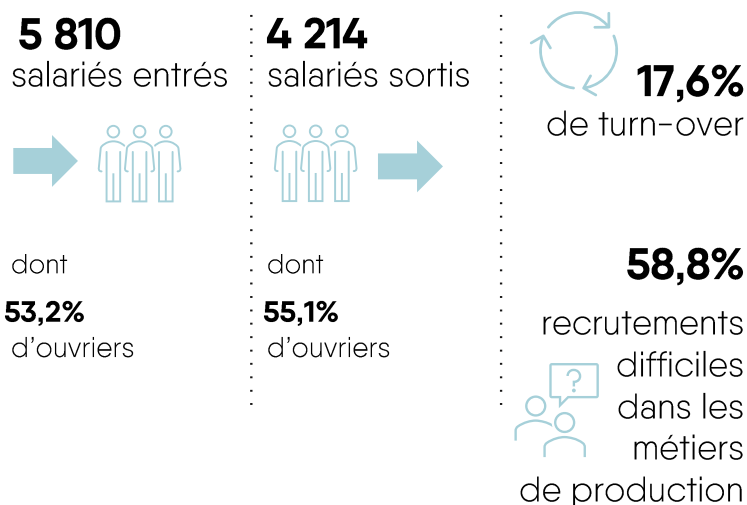 5 810
salariés entrés
dont
53,2%
d'ouvriers
4 214
salariés sortis
dont
55,1%
d'ouvriers
17,6%
de turn-over
58,8%
recrutements
difficiles
dans les
métiers
de production
?